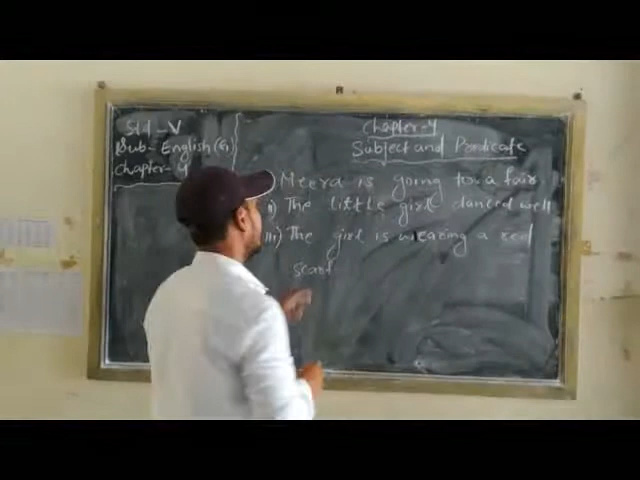 Std - V
Sub - English (G)
Chapter - 4
Chapter - 4
Subject and Predicate
Meera is going to a fair.
ii) The little girl danced well
iii) The girl is wearing a red
scarf